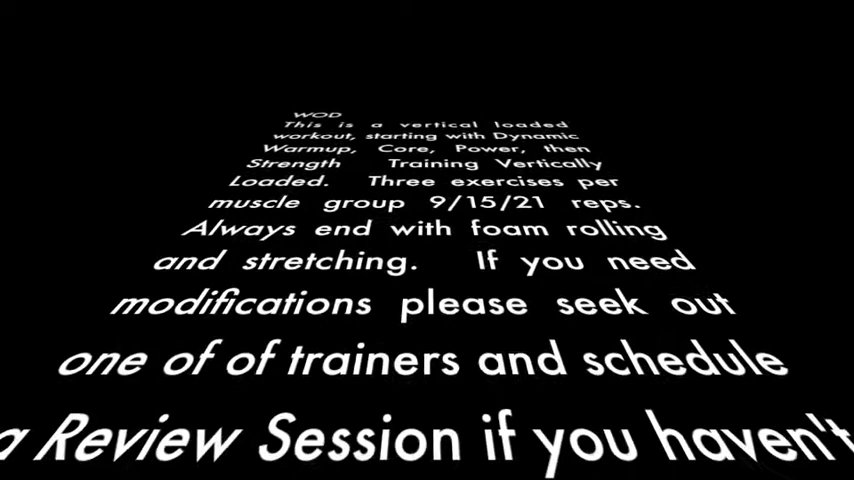 WOD
This is a vertical loaded
workout, starting with Dynamic
Warmup, Core, Power, then
Strength Training Vertically
Loaded. Three exercises per
muscle group 9/15/21 reps.
Always end with foam rolling
and stretching. If you need
modifications please seek out
one of of trainers and schedule
a Review Session if you haven't